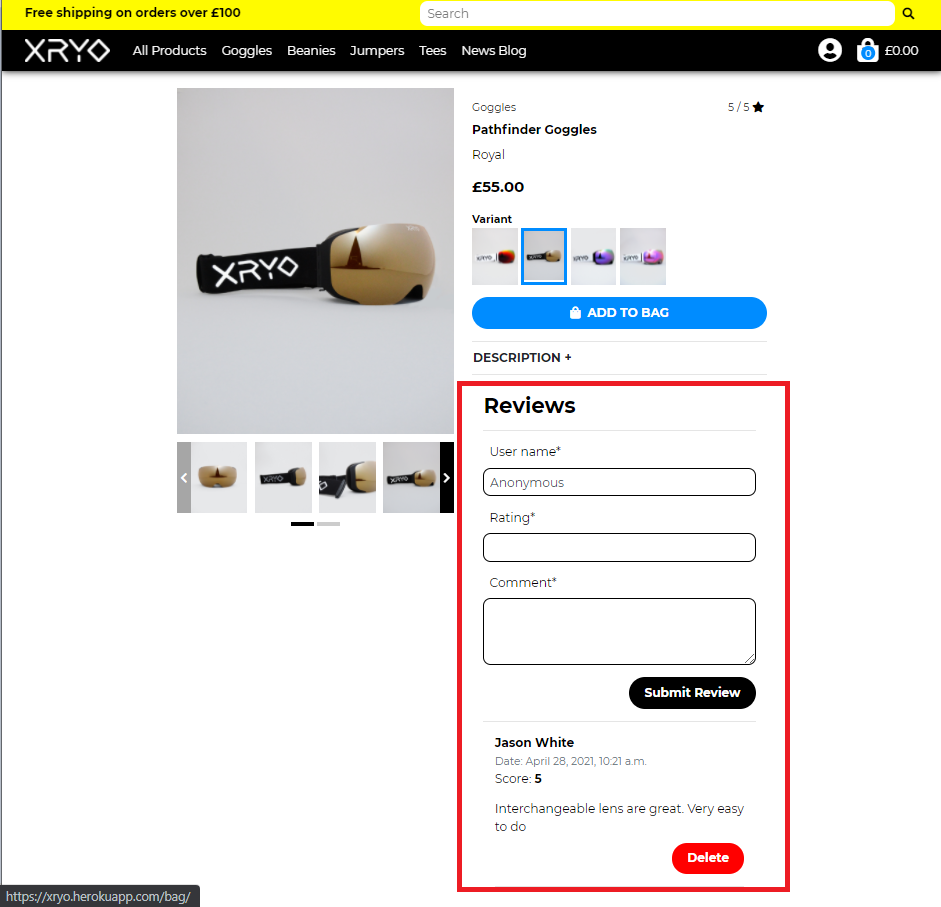 Free shipping on orders over £100
Search
XRYO
All Products Goggles Beanies Jumpers Tees News Blog
0 £0.00
Goggles 5 / 5
Pathfinder Goggles
Royal
£55.00
Variant
XRYO
ADD TO BAG
DESCRIPTION +
Reviews
User name*
Anonymous
Rating*
Comment*
Submit Review
Jason White
Date: April 28, 2021, 10:21 a.m.
Score: 5
Interchangeable lens are great. Very easy
to do
Delete
https://xryo.herokuapp.com/bag/